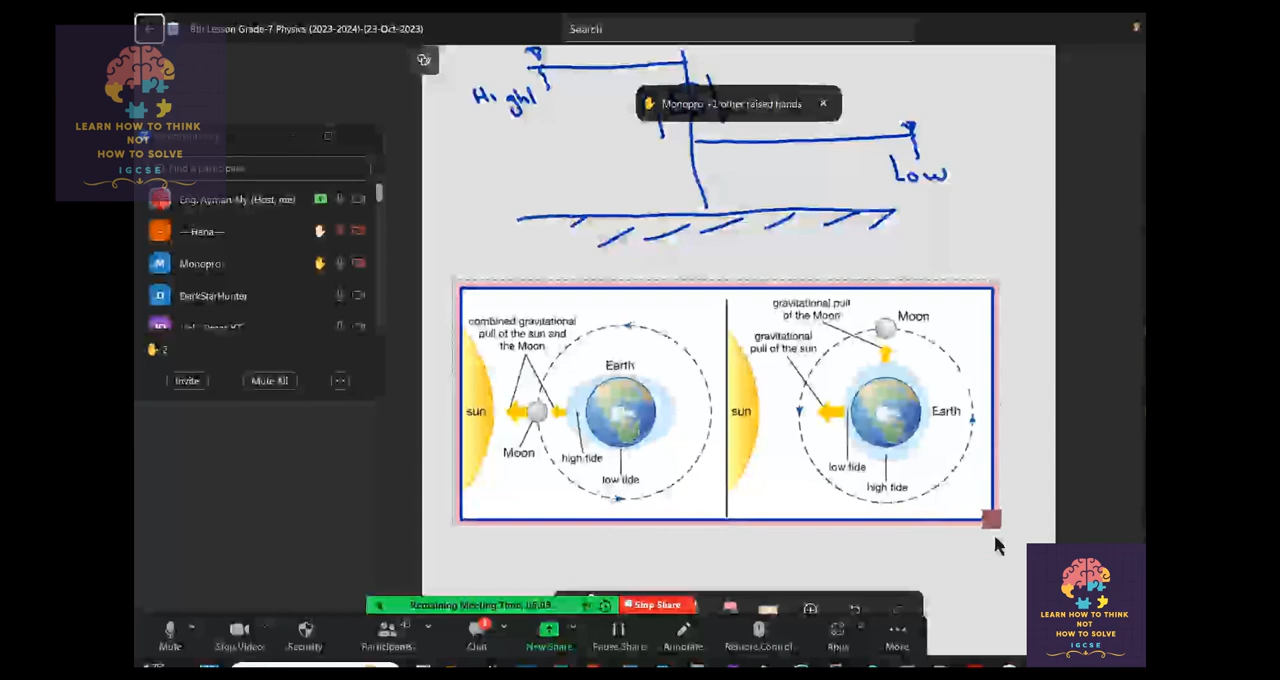 8th Lesson Grade-7 Physics (2023-2024)-(23-Oct-2023)
Search
LEARN HOW TO THINK
NOT
HOW TO SOLVE
IGCSE
Find a participant
Eng. Ayman Aly (Host, me)
—Hana—
Monopro
DarkStarHunter
2
Invite
Mute All
Hight
Monopro +1 other raised hands
Low
combined gravitational
pull of the sun and
the Moon
Earth
sun
Moon
high tide
low tide
gravitational pull
of the Moon
Moon
gravitational
pull of the sun
sun
Earth
low tide
high tide
Remaining Meeting Time: 05:05
Stop Share
Mute
Stop Video
Security
Participants
Chat
New Share
Pause Share
Annotate
Remote Control
Apps
More
LEARN HOW TO THINK
NOT
HOW TO SOLVE
IGCSE